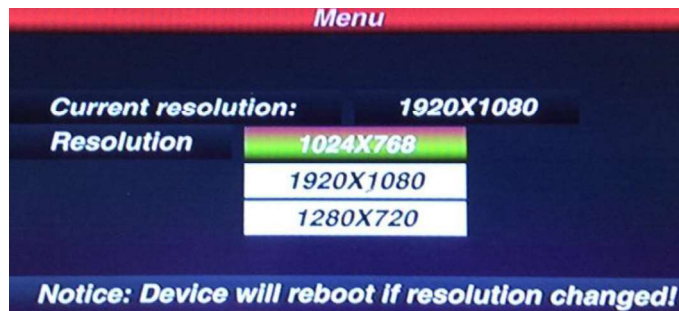 Menu
Current resolution: 1920X1080
Resolution 1024X768
1920X1080
1280X720
Notice: Device will reboot if resolution changed!